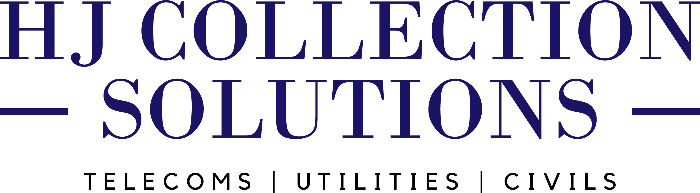 HJ COLLECTION
SOLUTIONS
TELECOMS | UTILITIES | CIVILS